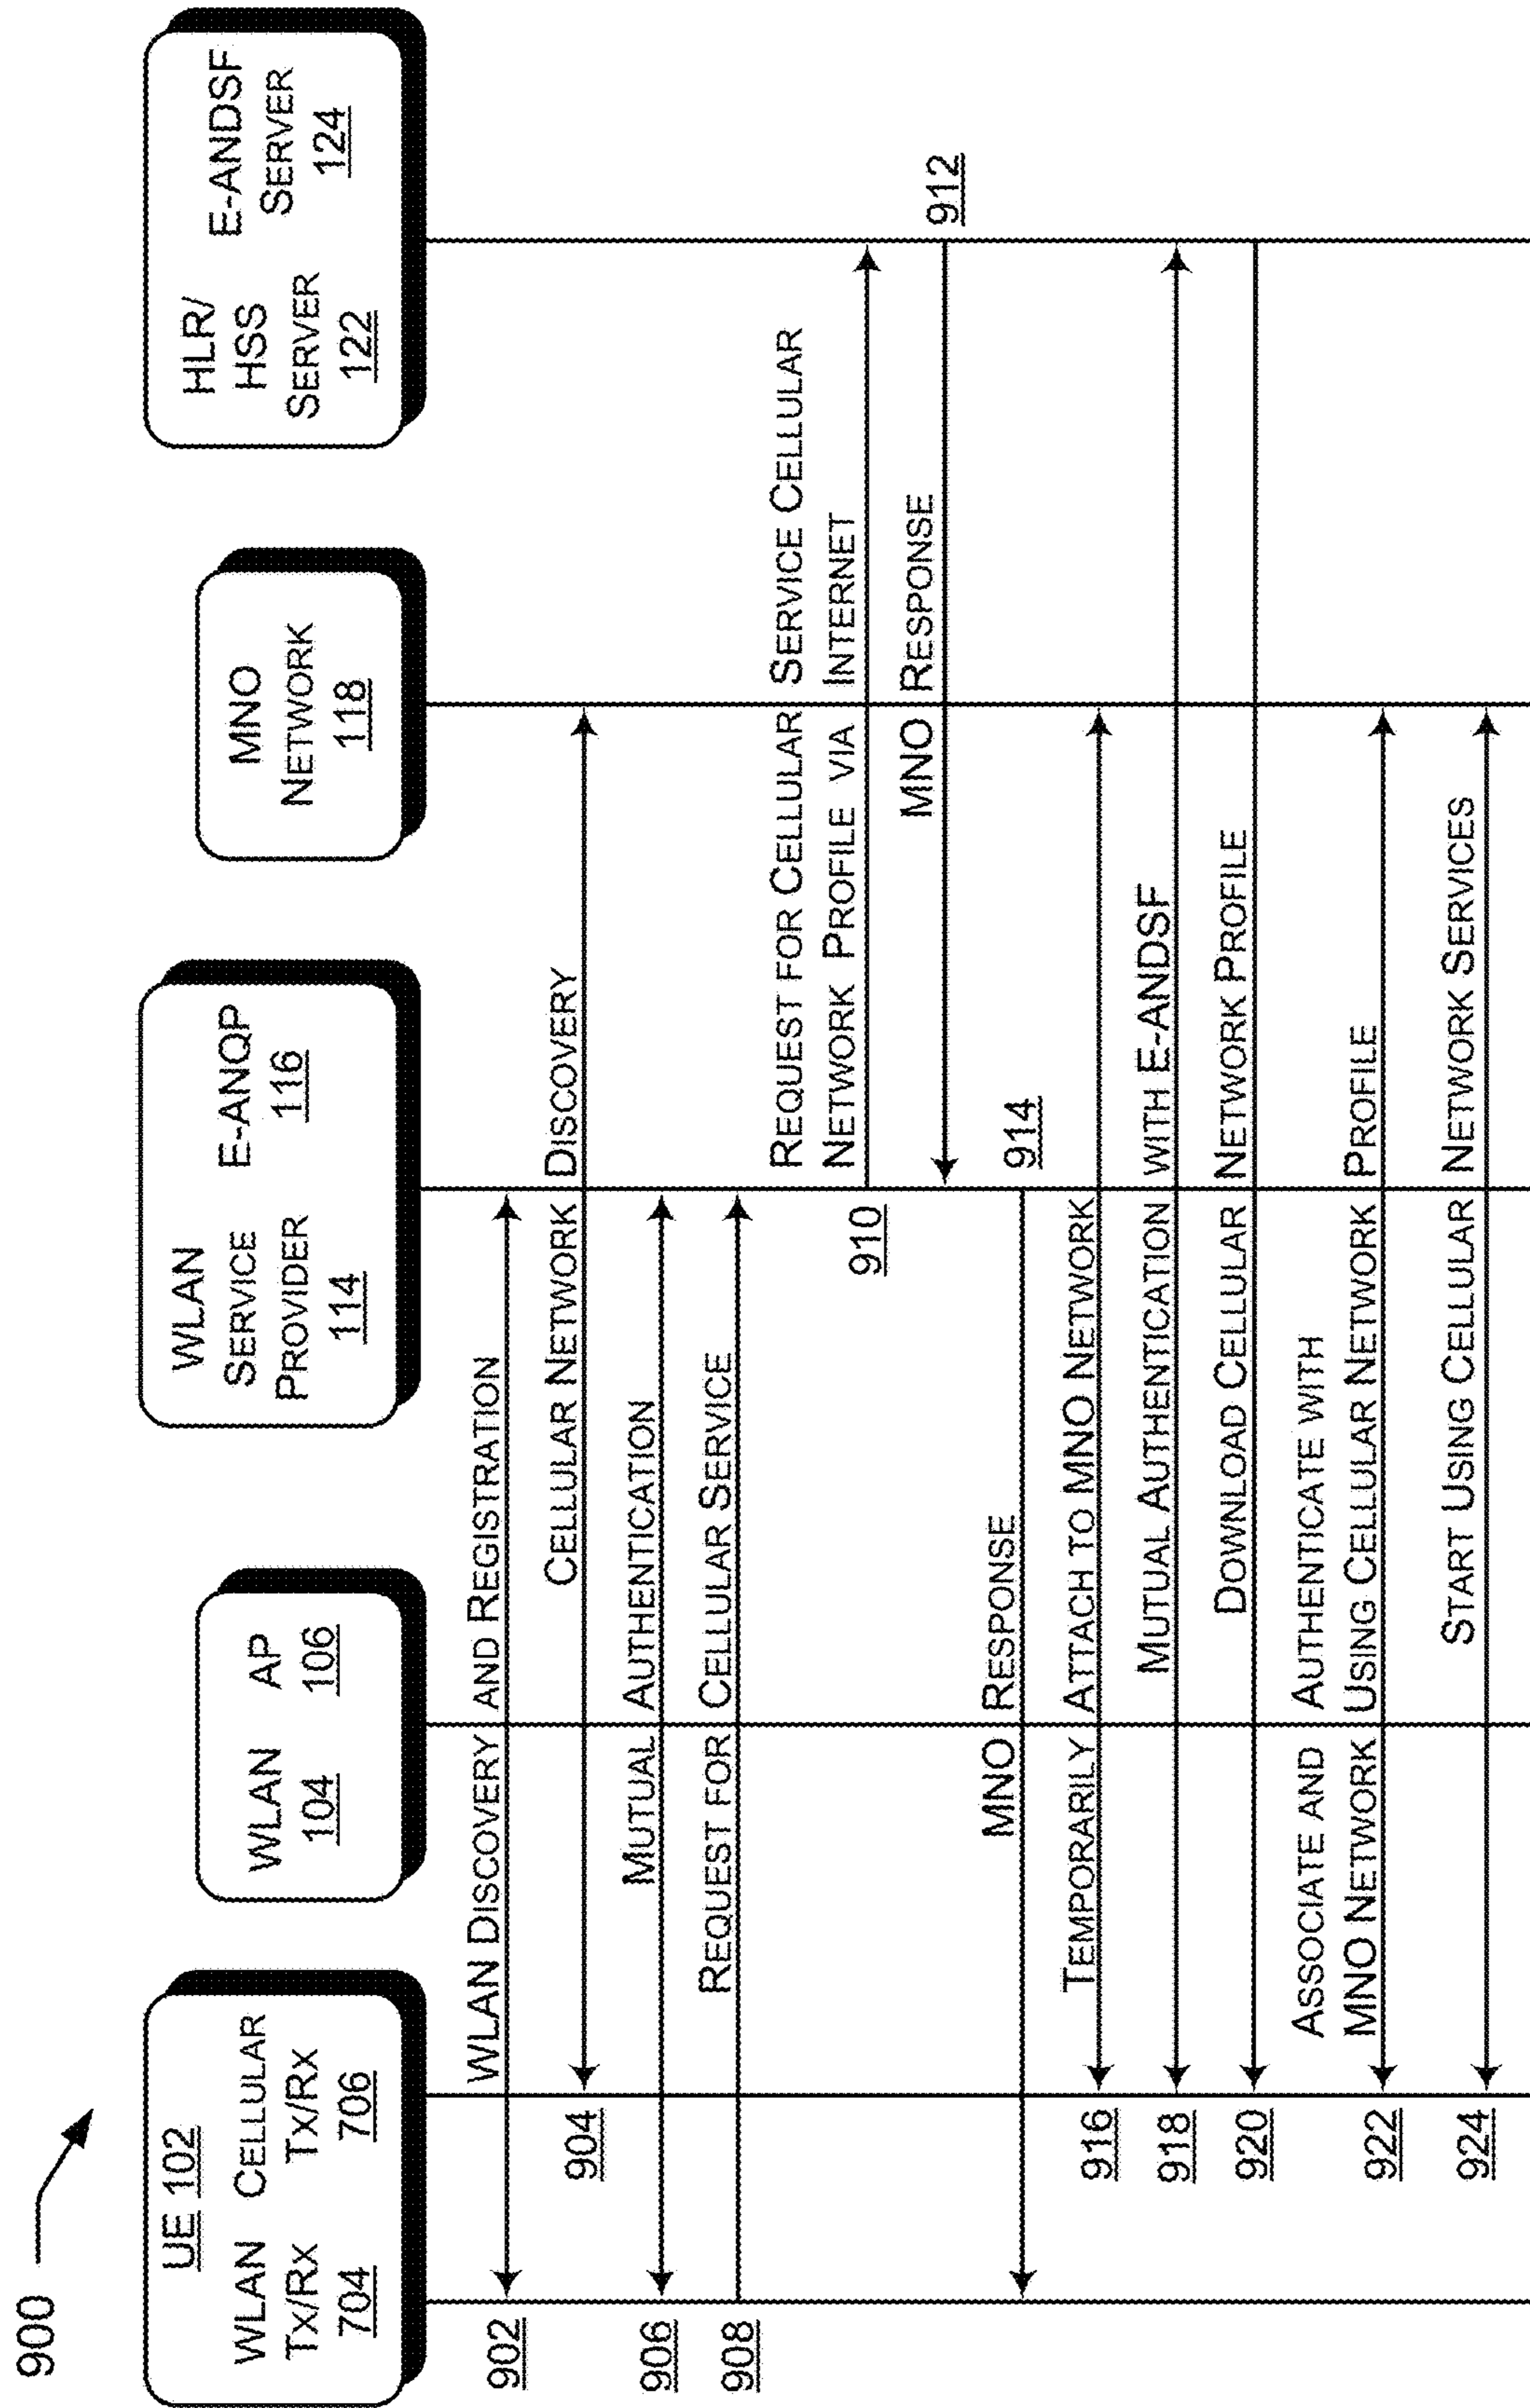 900
UE 102
WLAN CELLULAR
Tx/Rx Tx/Rx
704 706
WLAN AP
104 106
WLAN
SERVICE E-ANQP
PROVIDER 116
114
MNO
NETWORK
118
HLR/
HSS E-ANDSF
SERVER SERVER
122 124
902 WLAN DISCOVERY AND REGISTRATION
904 CELLULAR NETWORK DISCOVERY
906 MUTUAL AUTHENTICATION
908 REQUEST FOR CELLULAR SERVICE
REQUEST FOR CELLULAR SERVICE CELLULAR
NETWORK PROFILE VIA INTERNET
910
MNO RESPONSE
912
MNO RESPONSE
914
916 TEMPORARILY ATTACH TO MNO NETWORK
918 MUTUAL AUTHENTICATION WITH E-ANDSF
920 DOWNLOAD CELLULAR NETWORK PROFILE
ASSOCIATE AND AUTHENTICATE WITH
922 MNO NETWORK USING CELLULAR NETWORK PROFILE
924 START USING CELLULAR NETWORK SERVICES